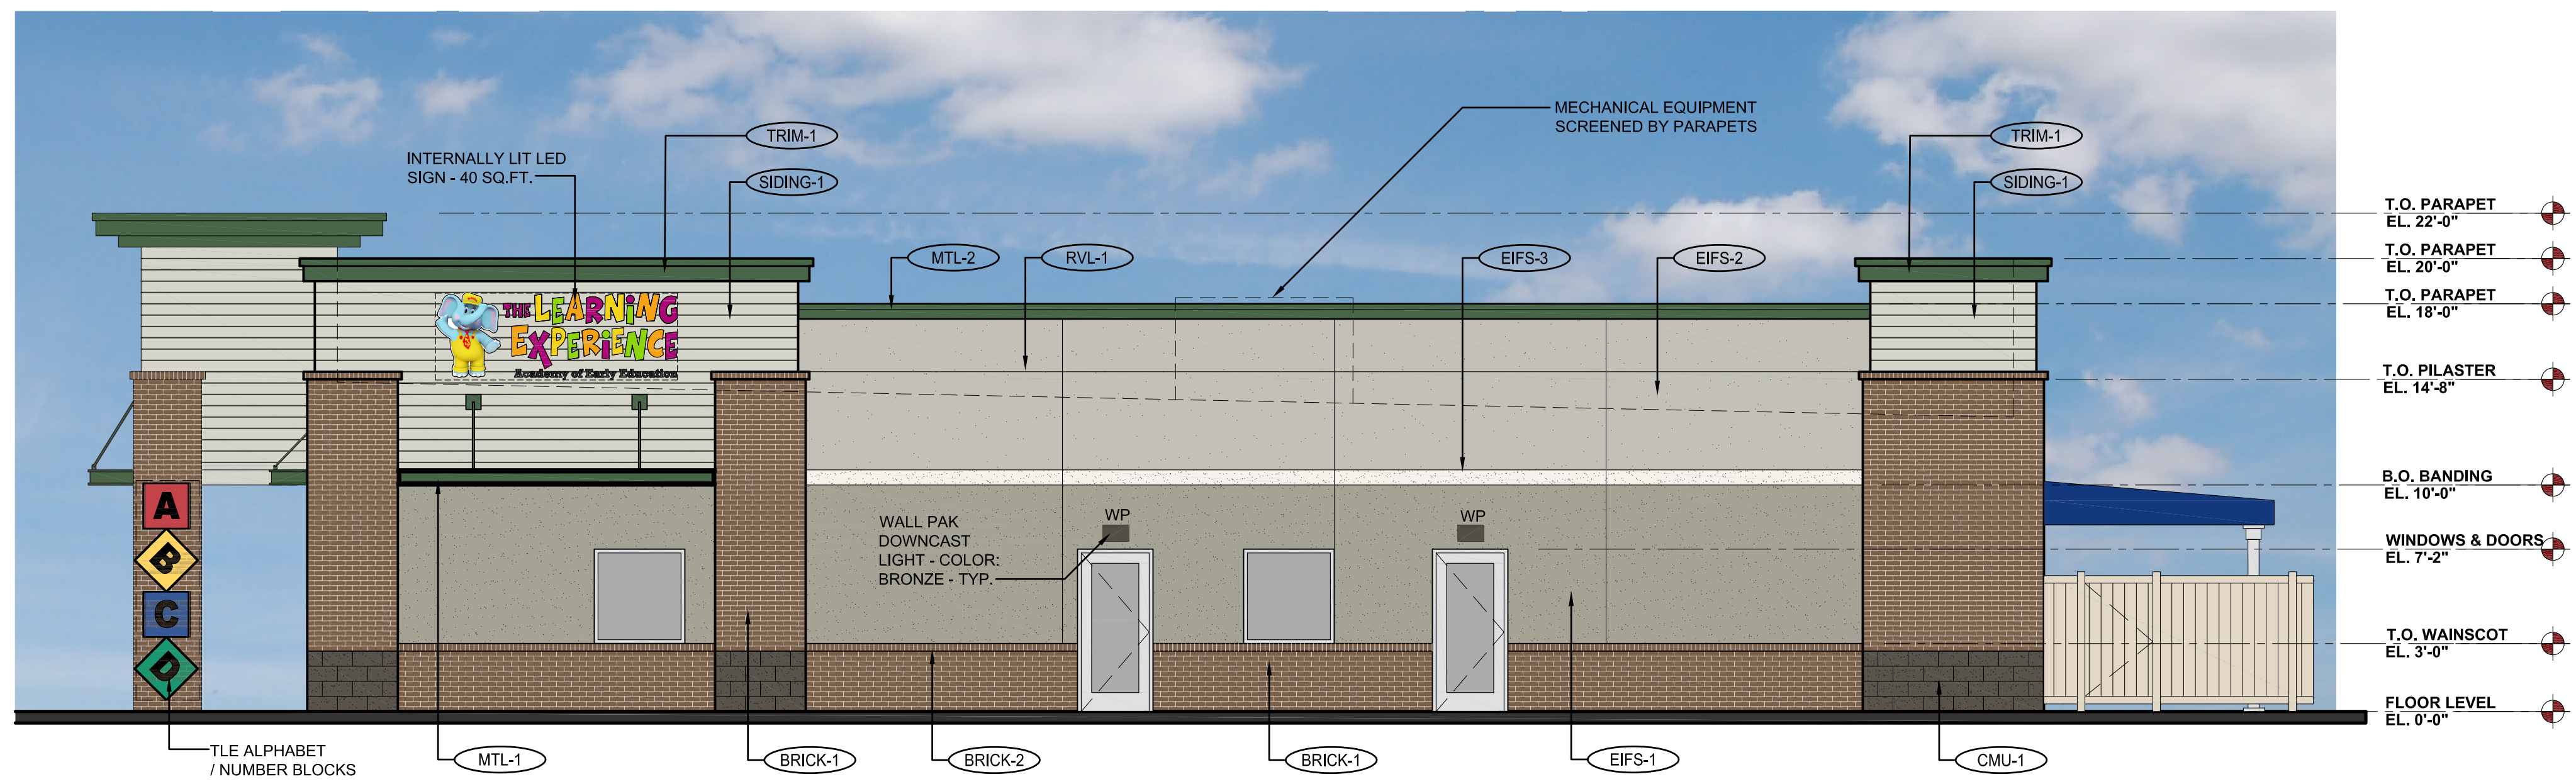 MECHANICAL EQUIPMENT
SCREENED BY PARAPETS
TRIM-1
TRIM-1
INTERNALLY LIT LED
SIGN - 40 SQ.FT.
SIDING-1
SIDING-1
T.O. PARAPET
EL. 22'-0"
MTL-2
RVL-1
EIFS-3
EIFS-2
T.O. PARAPET
EL. 20'-0"
THE LEARNING
EXPERIENCE
Academy of Early Education
T.O. PARAPET
EL. 18'-0"
T.O. PILASTER
EL. 14'-8"
B.O. BANDING
EL. 10'-0"
A
B
C
D
WALL PAK
DOWNCAST
LIGHT - COLOR:
BRONZE - TYP.
WP
WP
WINDOWS & DOORS
EL. 7'-2"
T.O. WAINSCOT
EL. 3'-0"
FLOOR LEVEL
EL. 0'-0"
TLE ALPHABET
/ NUMBER BLOCKS
MTL-1
BRICK-1
BRICK-2
BRICK-1
EIFS-1
CMU-1